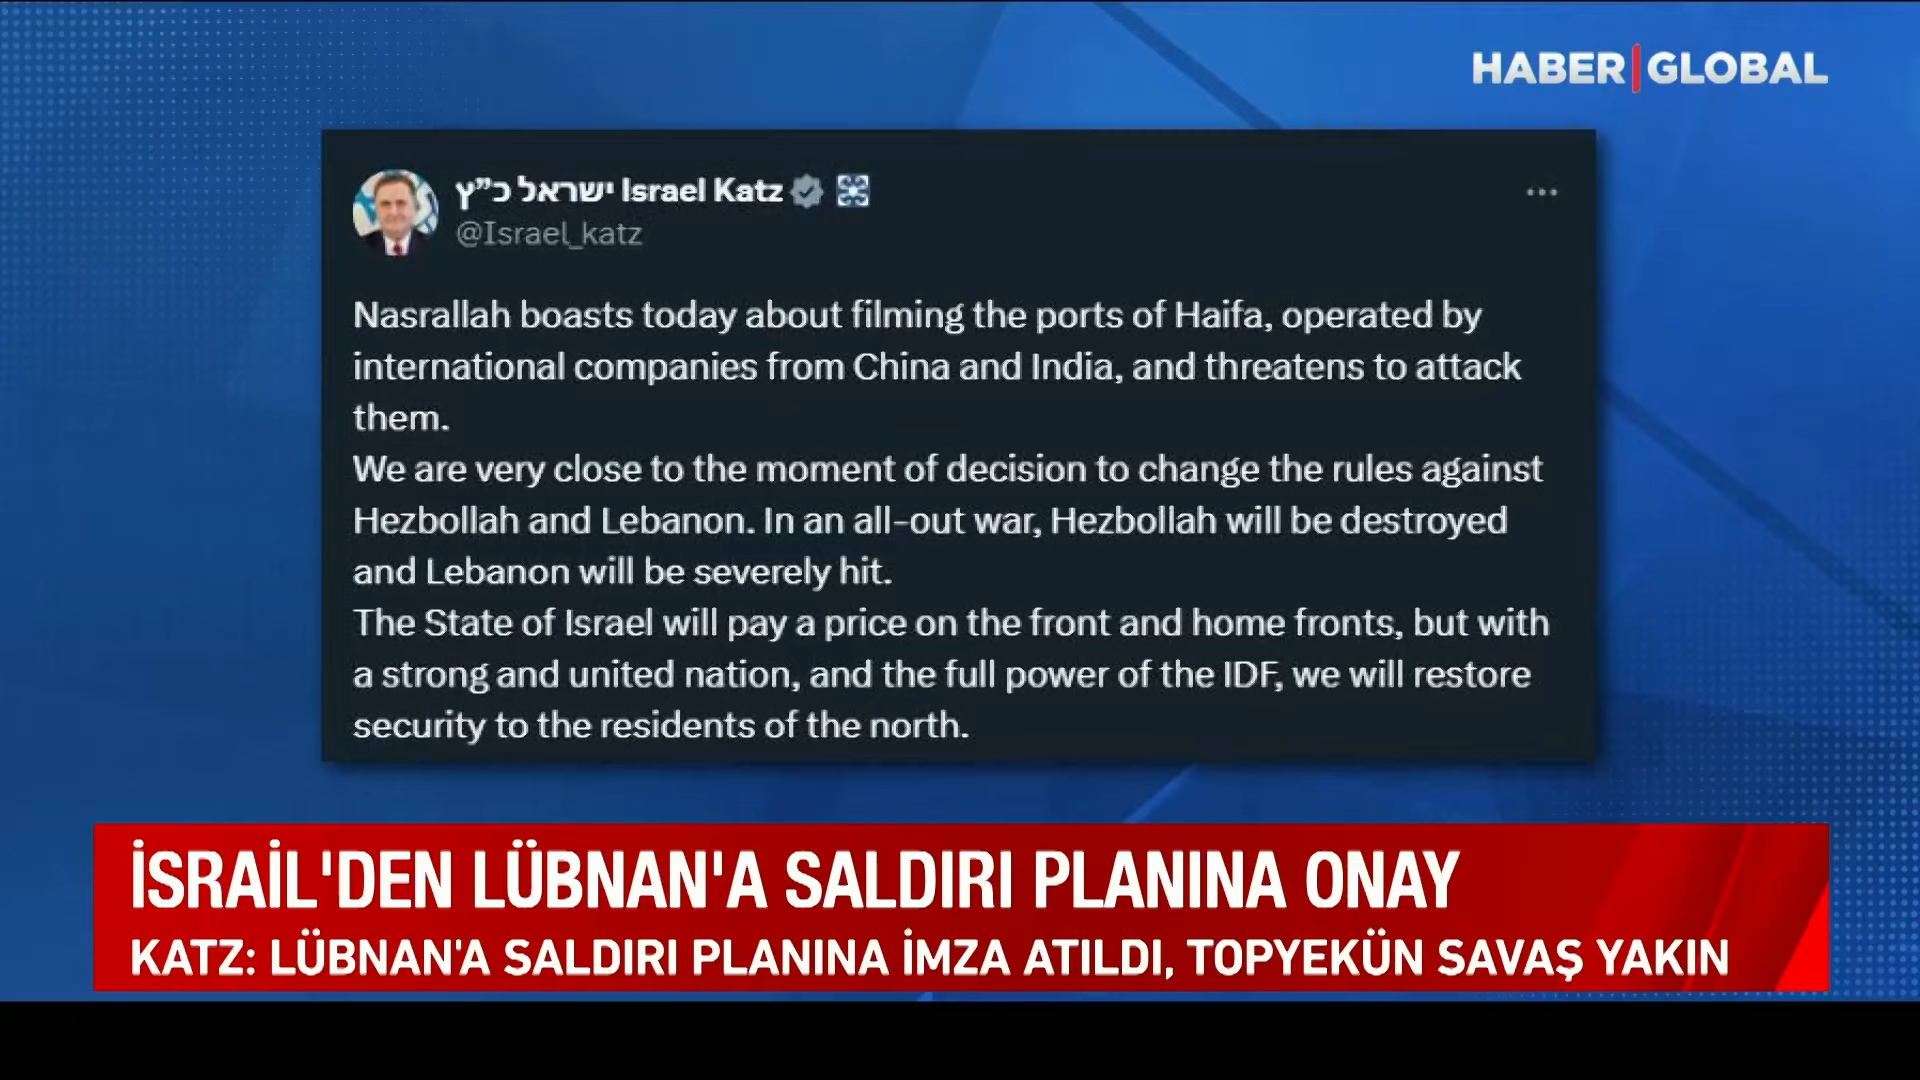 HABER GLOBAL
ישראל כ”ץ Israel Katz
@Israel_katz
Nasrallah boasts today about filming the ports of Haifa, operated by
international companies from China and India, and threatens to attack
them.
We are very close to the moment of decision to change the rules against
Hezbollah and Lebanon. In an all-out war, Hezbollah will be destroyed
and Lebanon will be severely hit.
The State of Israel will pay a price on the front and home fronts, but with
a strong and united nation, and the full power of the IDF, we will restore
security to the residents of the north.
İSRAİL'DEN LÜBNAN'A SALDIRI PLANINA ONAY
KATZ: LÜBNAN'A SALDIRI PLANINA İMZA ATILDI, TOPYEKÜN SAVAŞ YAKIN